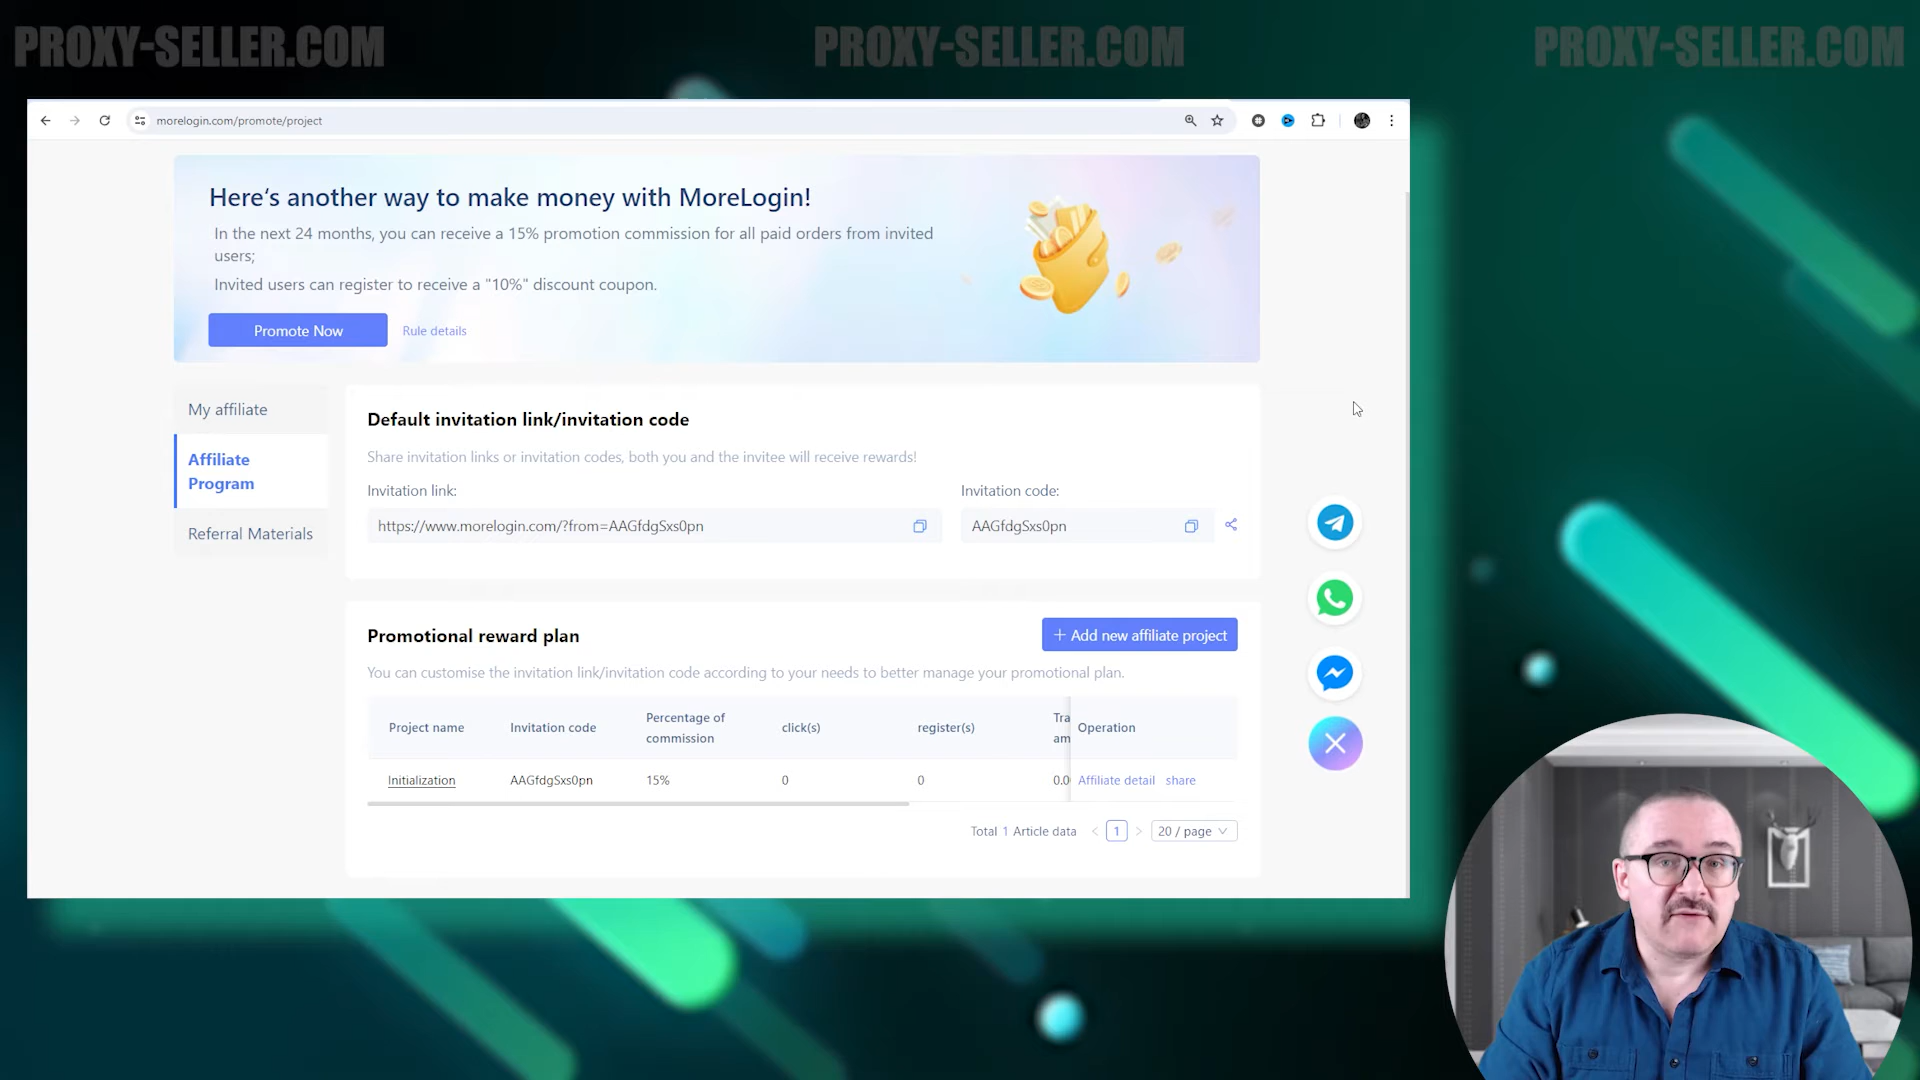 PROXY-SELLER.COM PROXY-SELLER.COM PROXY-SELLER.COM
morelogin.com/promote/project
Here‘s another way to make money with MoreLogin!
In the next 24 months, you can receive a 15% promotion commission for all paid orders from invited
users;
Invited users can register to receive a "10%" discount coupon.
Promote Now Rule details
My affiliate
Affiliate
Program
Referral Materials
Default invitation link/invitation code
Share invitation links or invitation codes, both you and the invitee will receive rewards!
Invitation link: Invitation code:
https://www.morelogin.com/?from=AAGfdgSxs0pn AAGfdgSxs0pn
Promotional reward plan + Add new affiliate project
You can customise the invitation link/invitation code according to your needs to better manage your promotional plan.
Project name Invitation code Percentage of click(s) register(s) Tra Operation
commission am
Initialization AAGfdgSxs0pn 15% 0 0 0.0 Affiliate detail share
Total 1 Article data < 1 > 20 / page